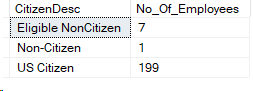 CitizenDesc No_Of_Employees
Eligible NonCitizen 7
Non-Citizen 1
US Citizen 199